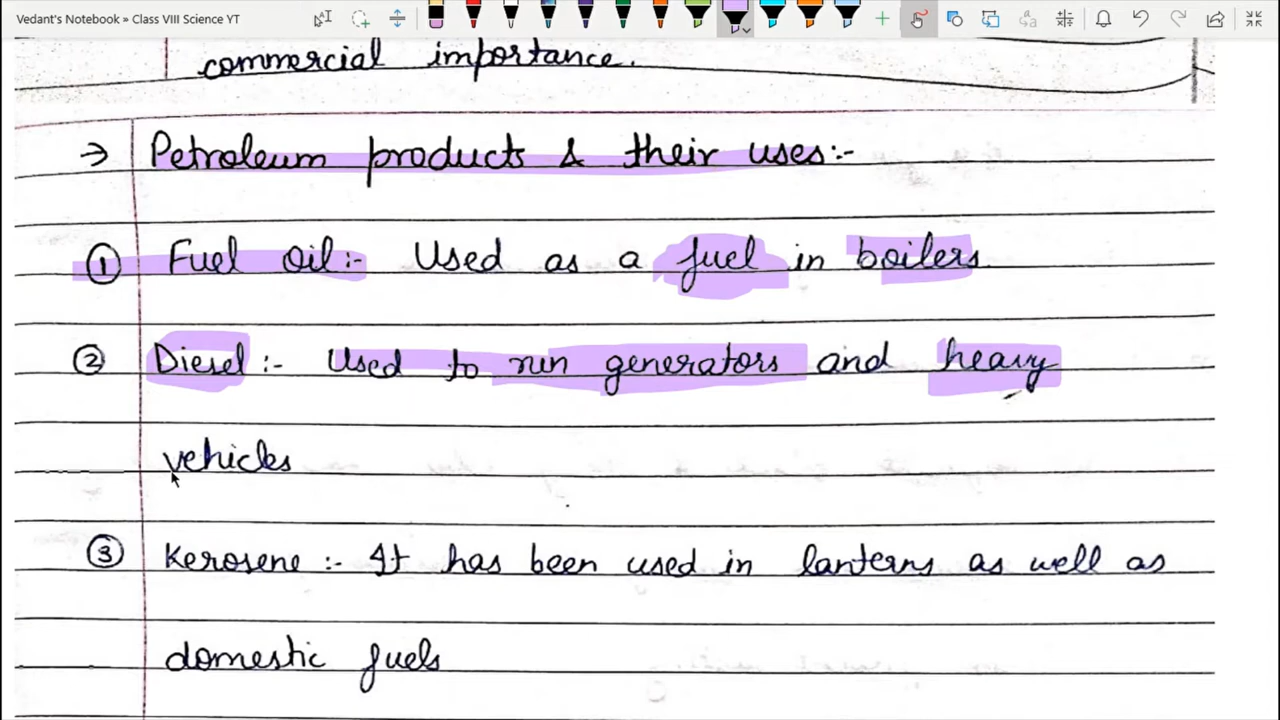 Vedant's Notebook » Class VIII Science YT
commercial importance.
→ Petroleum products & their uses:-
① Fuel oil:- Used as a fuel in boilers.
② Diesel:- Used to run generators and heavy
vehicles
③ Kerosene:- It has been used in lanterns as well as
domestic fuels